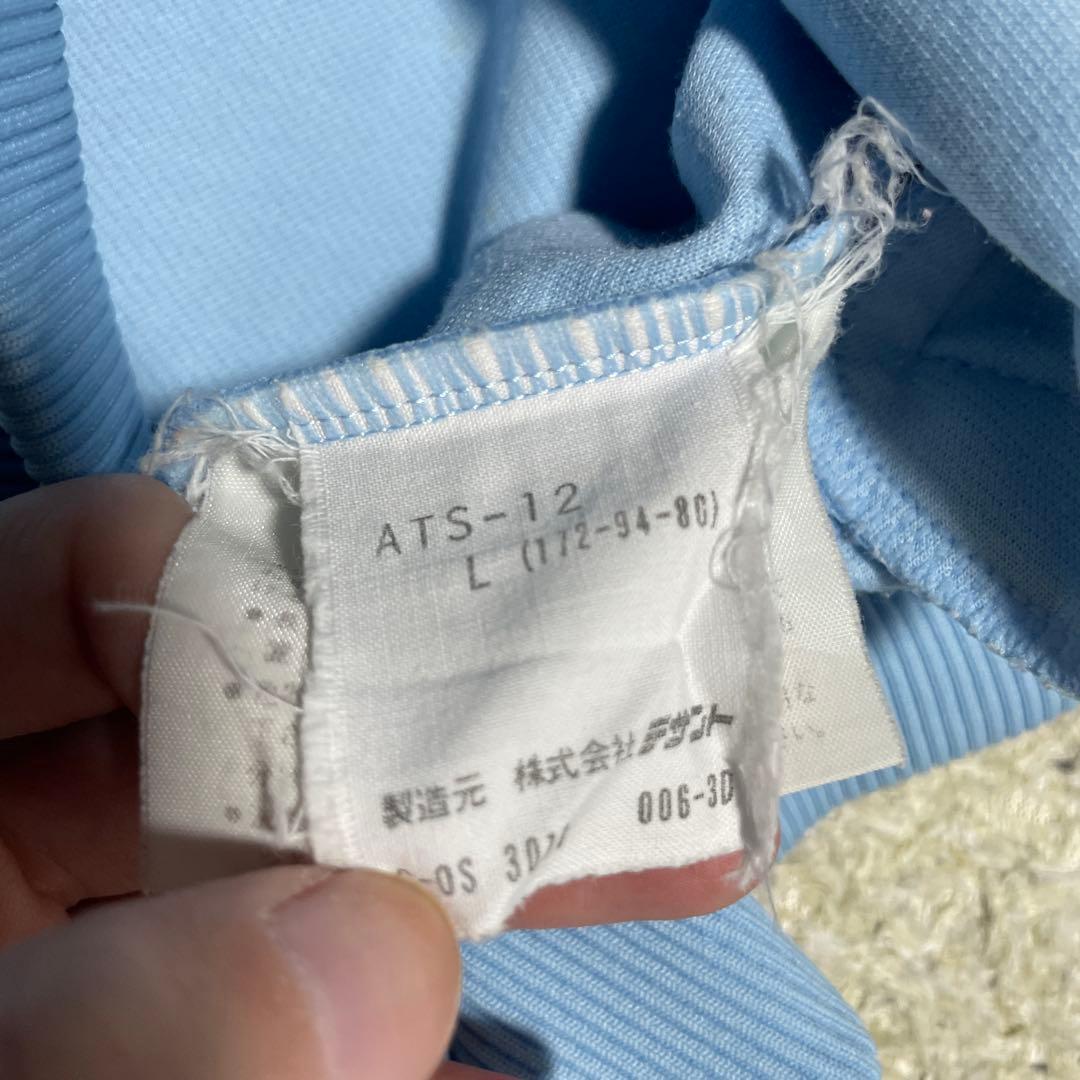 ATS-12
L (172-94-86)
製造元 株式会社デサント
006-3D
-OS 3D